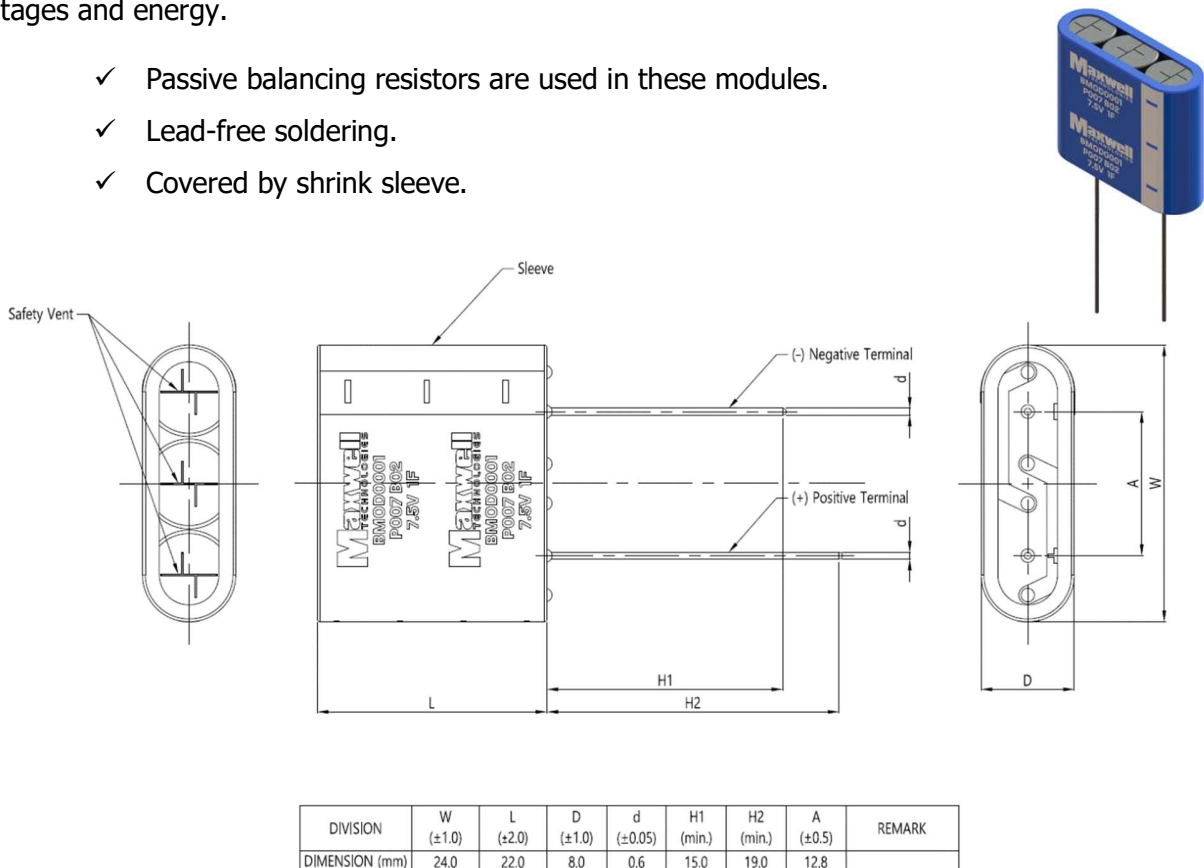 tages and energy.
✓ Passive balancing resistors are used in these modules.
✓ Lead-free soldering.
✓ Covered by shrink sleeve.
Maxwell
TECHNOLOGIES
BMOD0001
P007 B02
7.5V 1F
Maxwell
TECHNOLOGIES
BMOD0001
P007 B02
7.5V 1F
Sleeve
Safety Vent
(-) Negative Terminal
d
Maxwell
TECHNOLOGIES
BMOD0001
P007 B02
7.5V 1F
Maxwell
TECHNOLOGIES
BMOD0001
P007 B02
7.5V 1F
(+) Positive Terminal
d
A
W
H1
L
H2
D
DIVISION W (±1.0) L (±2.0) D (±1.0) d (±0.05) H1 (min.) H2 (min.) A (±0.5) REMARK
DIMENSION (mm) 24.0 22.0 8.0 0.6 15.0 19.0 12.8